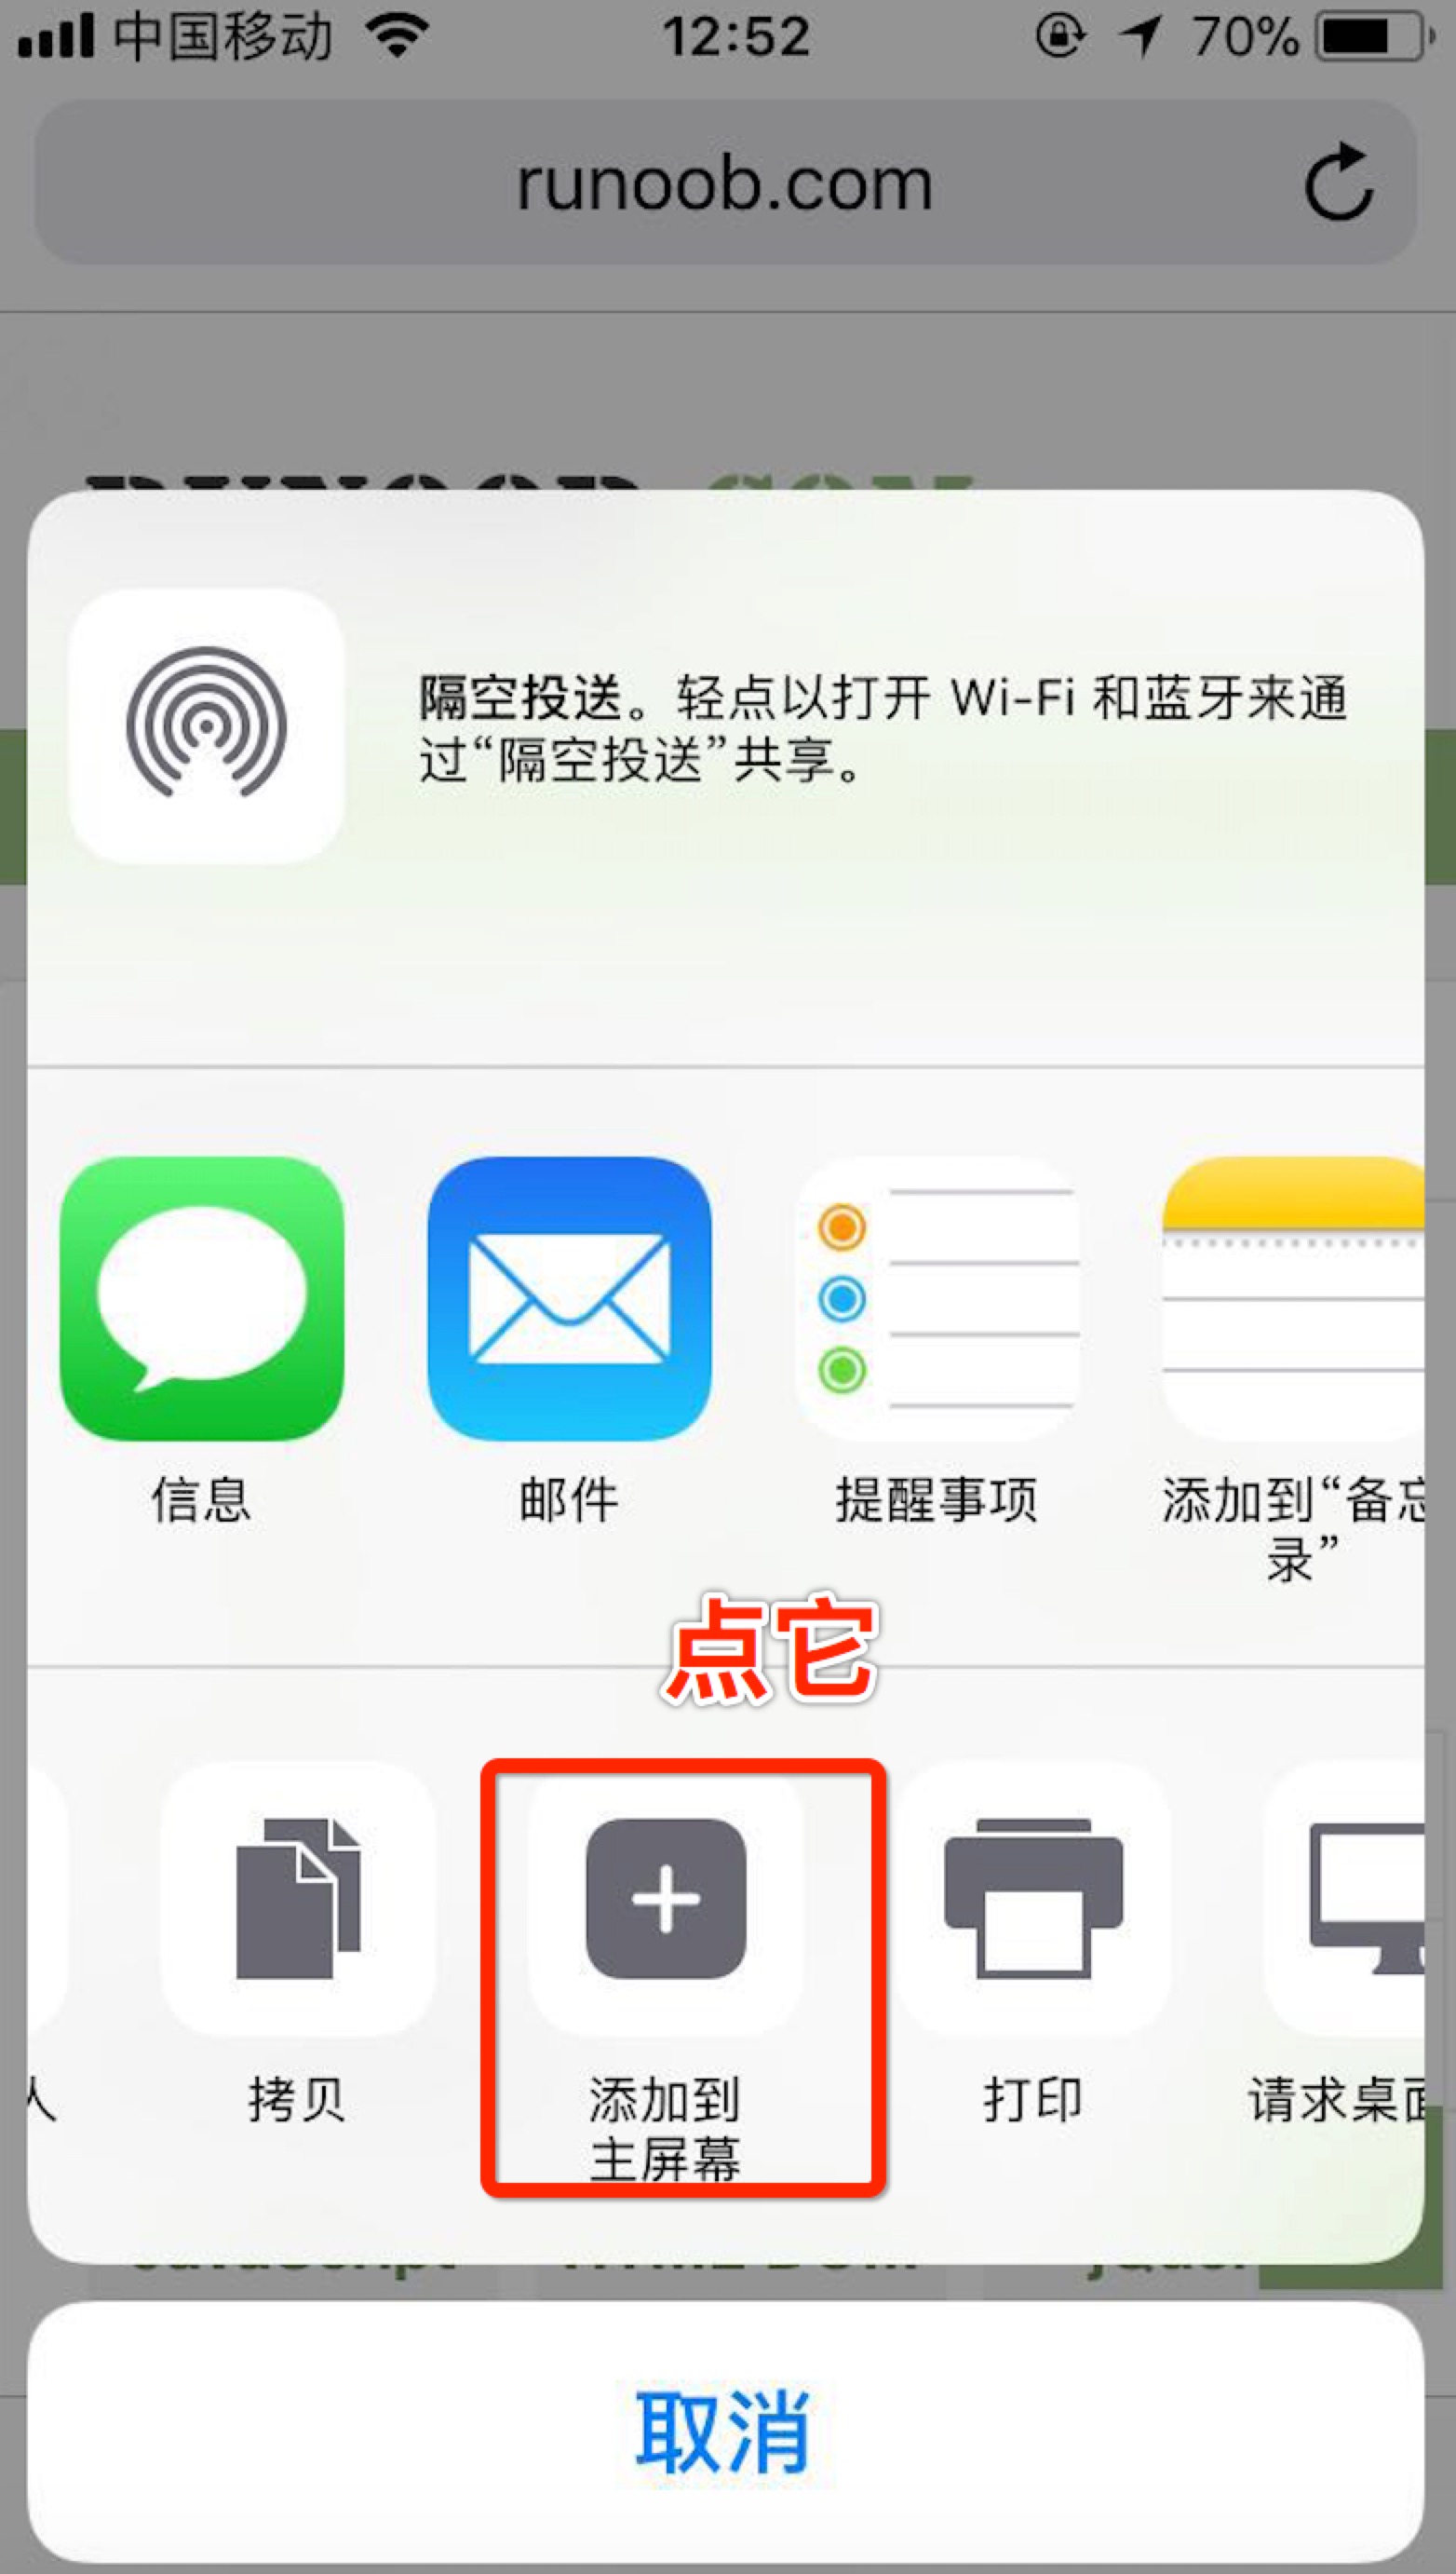 中国移动 12:52 70%
runoob.com
隔空投送。轻点以打开 Wi-Fi 和蓝牙来通
过“隔空投送”共享。
信息
邮件
提醒事项
添加到“备忘
录”
点它
人
拷贝
添加到
主屏幕
打印
请求桌面
取消